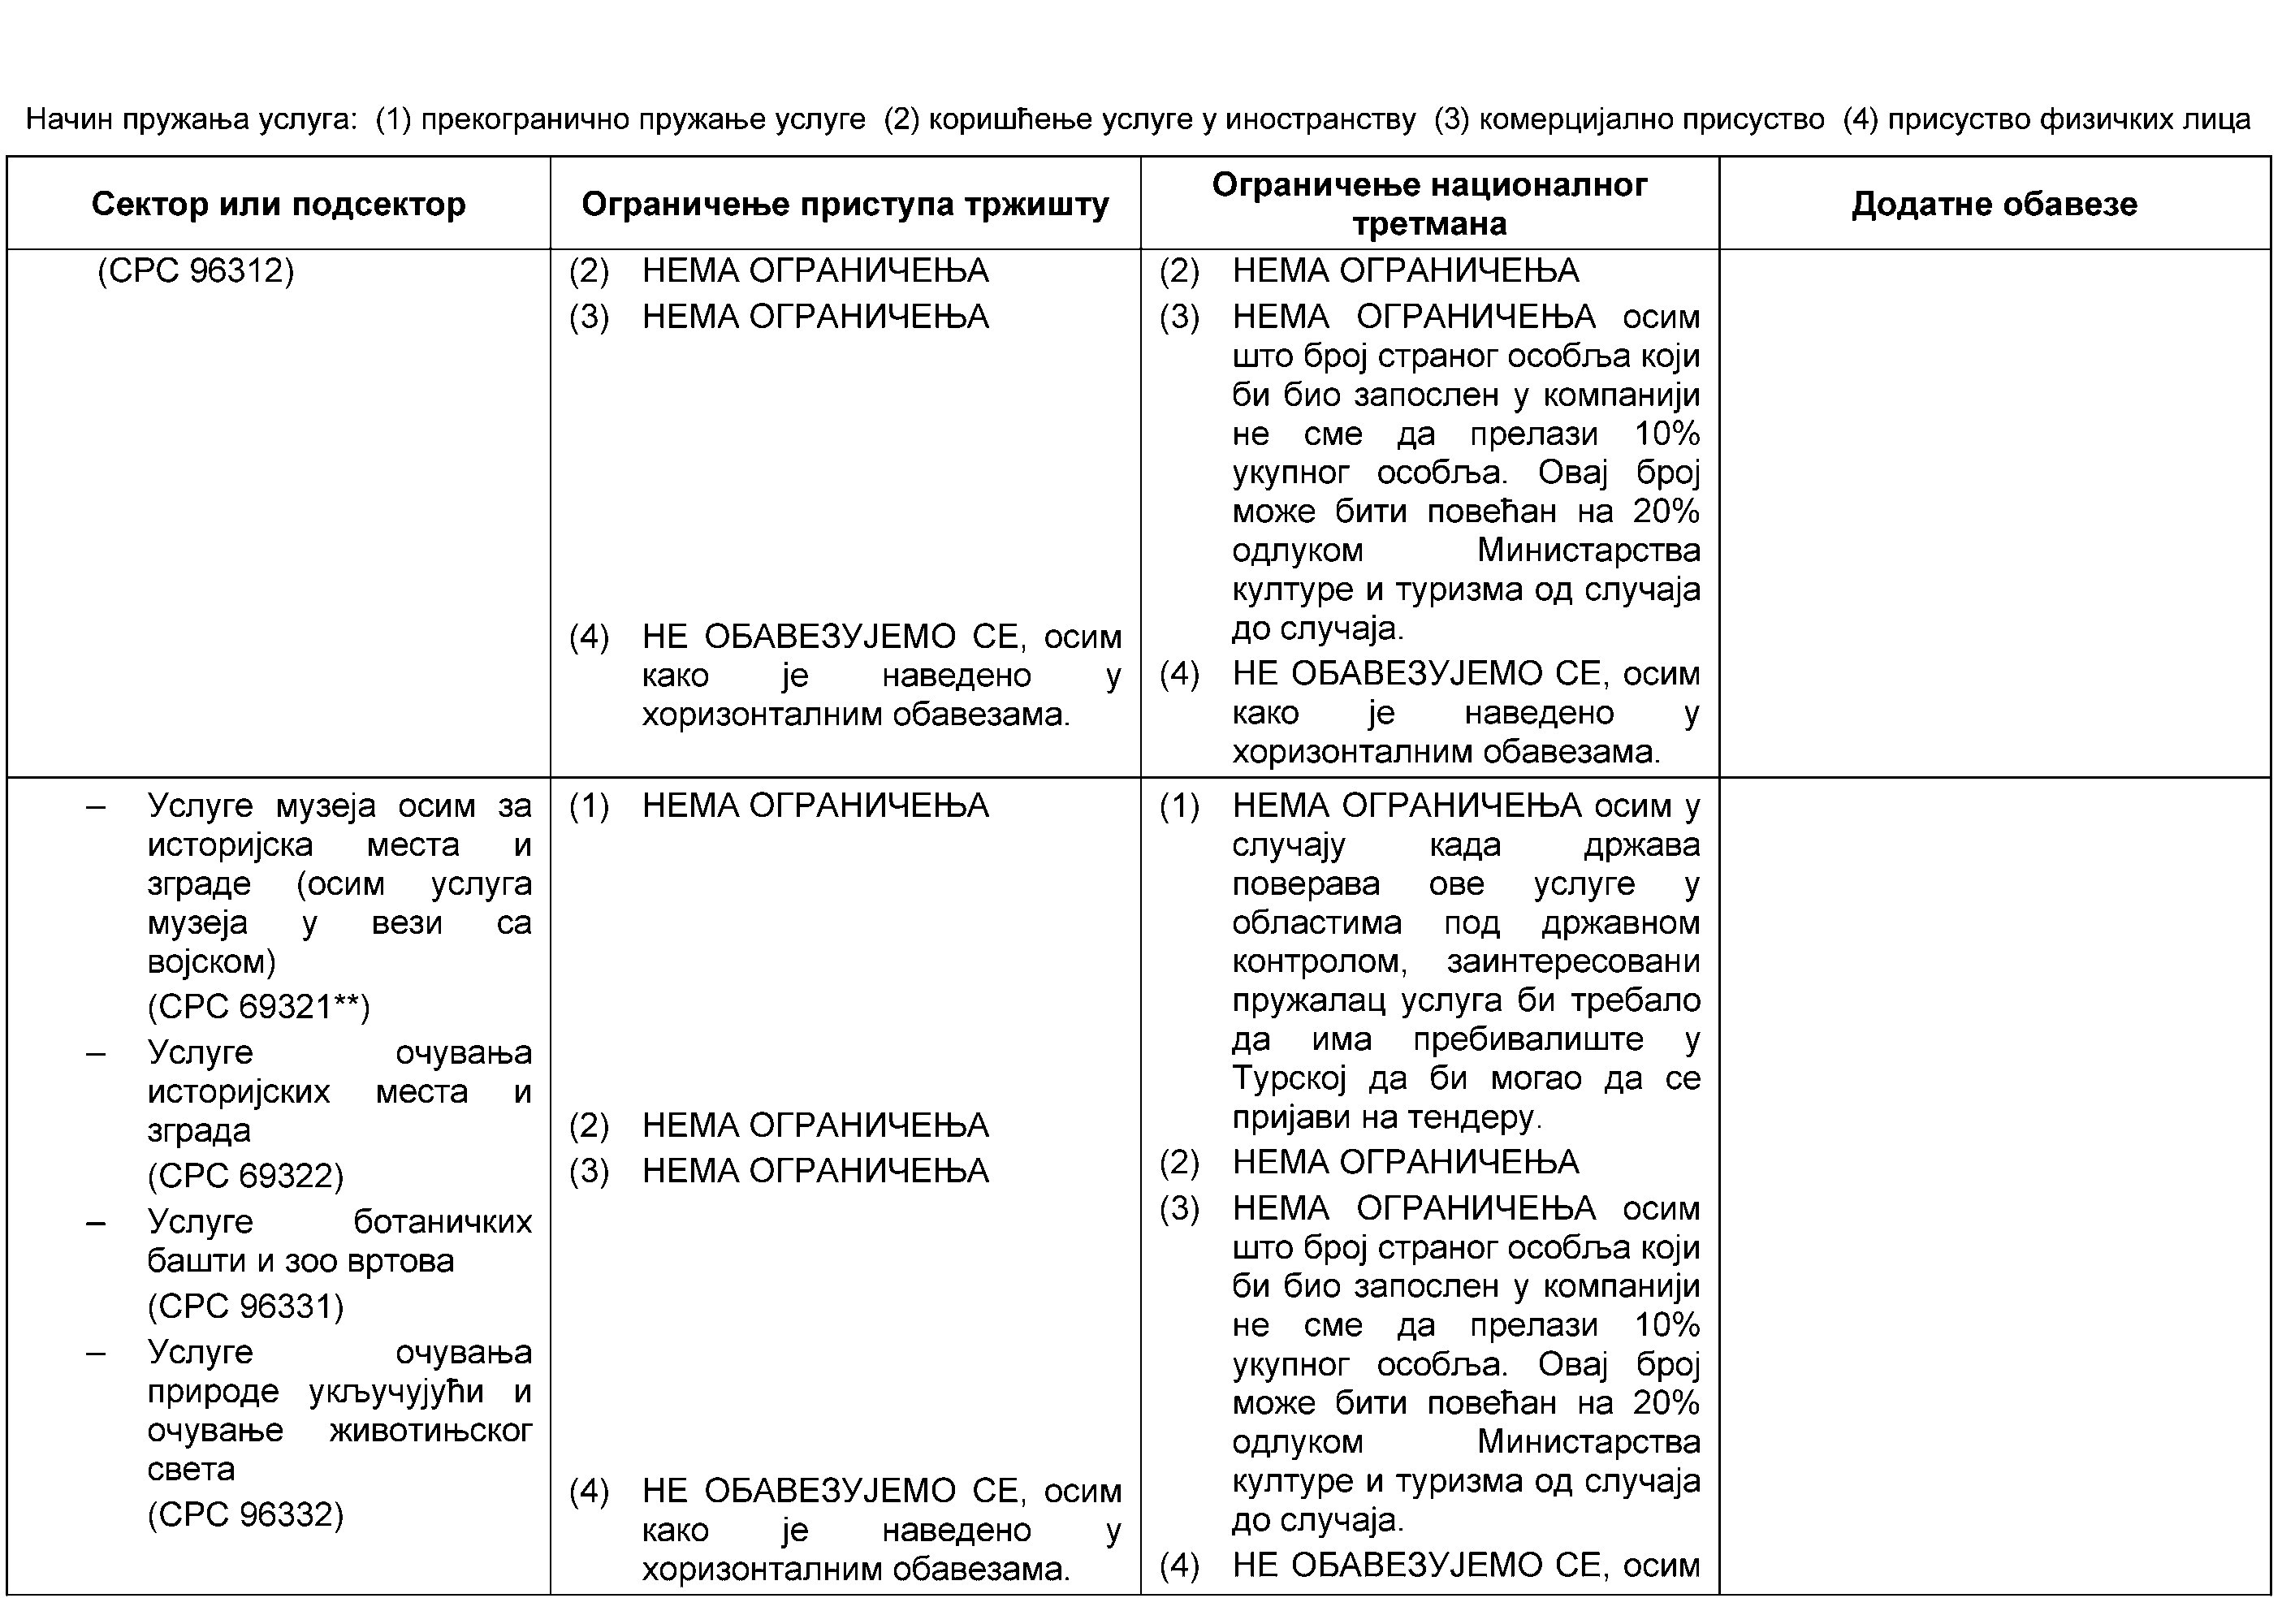 Начин пружања услуга: (1) прекогранично пружање услуге (2) коришћење услуге у иностранству (3) комерцијално присуство (4) присуство физичких лица
Сектор или подсектор
Ограничење приступа тржишту
Ограничење националног
третмана
Додатне обавезе
(CPC 96312)
(2) НЕМА ОГРАНИЧЕЊА
(3) НЕМА ОГРАНИЧЕЊА
(4) НЕ ОБАВЕЗУЈЕМО СЕ, осим
како је наведено у
хоризонталним обавезама.
(2) НЕМА ОГРАНИЧЕЊА
(3) НЕМА ОГРАНИЧЕЊА осим
што број страног особља који
би био запослен у компанији
не сме да прелази 10%
укупног особља. Овај број
може бити повећан на 20%
одлуком Министарства
културе и туризма од случаја
до случаја.
(4) НЕ ОБАВЕЗУЈЕМО СЕ, осим
како је наведено у
хоризонталним обавезама.
– Услуге музеја осим за
историјска места и
зграде (осим услуга
музеја у вези са
војском)
(CPC 69321**)
– Услуге очувања
историјских места и
зграда
(CPC 69322)
– Услуге ботаничких
башти и зоо вртова
(CPC 96331)
– Услуге очувања
природе укључујући и
очување животињског
света
(CPC 96332)
(1) НЕМА ОГРАНИЧЕЊА
(2) НЕМА ОГРАНИЧЕЊА
(3) НЕМА ОГРАНИЧЕЊА
(4) НЕ ОБАВЕЗУЈЕМО СЕ, осим
како је наведено у
хоризонталним обавезама.
(1) НЕМА ОГРАНИЧЕЊА осим у
случају када држава
поверава ове услуге у
областима под државном
контролом, заинтересовани
пружалац услуга би требало
да има пребивалиште у
Турској да би могао да се
пријави на тендеру.
(2) НЕМА ОГРАНИЧЕЊА
(3) НЕМА ОГРАНИЧЕЊА осим
што број страног особља који
би био запослен у компанији
не сме да прелази 10%
укупног особља. Овај број
може бити повећан на 20%
одлуком Министарства
културе и туризма од случаја
до случаја.
(4) НЕ ОБАВЕЗУЈЕМО СЕ, осим